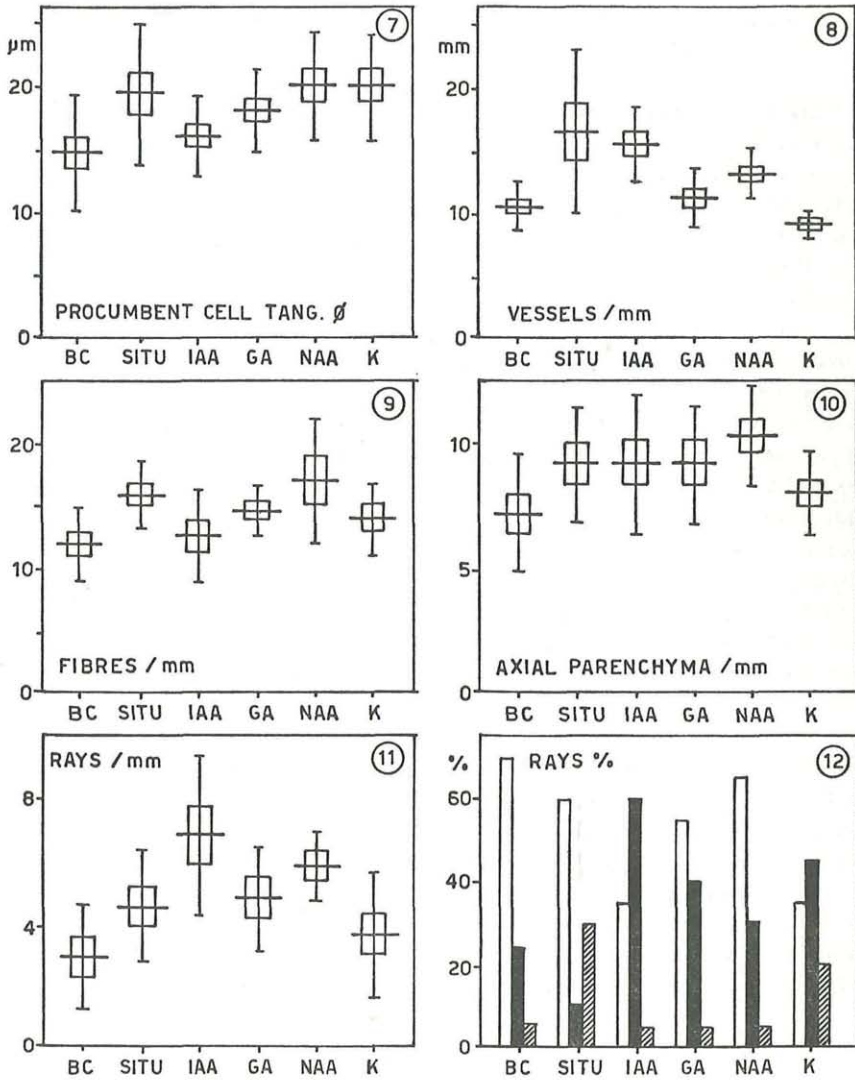 µm
20
10
0
7
PROCUMBENT CELL TANG. Ø
BC SITU IAA GA NAA K
mm
20
10
0
8
VESSELS /mm
BC SITU IAA GA NAA K
20
10
0
9
FIBRES /mm
BC SITU IAA GA NAA K
10
5
0
10
AXIAL PARENCHYMA /mm
BC SITU IAA GA NAA K
RAYS /mm
11
8
4
0
BC SITU IAA GA NAA K
%
RAYS %
12
60
40
20
0
BC SITU IAA GA NAA K